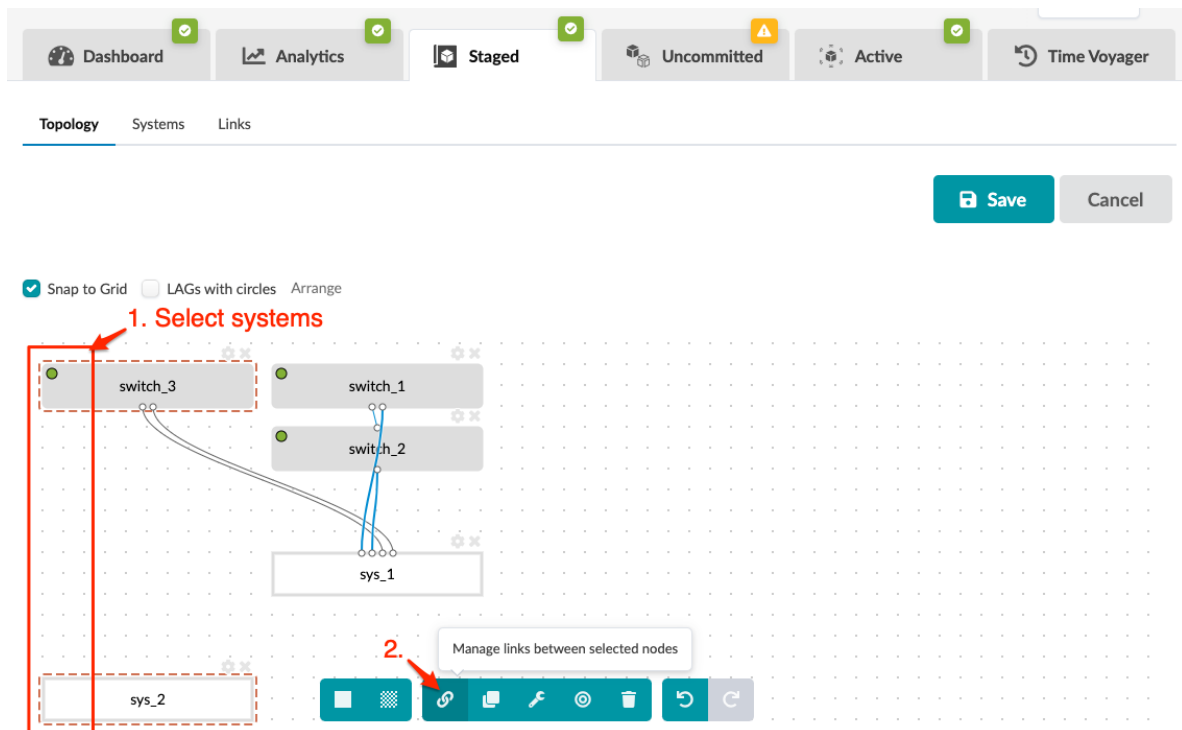 Dashboard
Analytics
Staged
Uncommitted
Active
Time Voyager
Topology
Systems
Links
Save
Cancel
Snap to Grid
LAGs with circles
Arrange
1. Select systems
switch_3
switch_1
switch_2
sys_1
2.
Manage links between selected nodes
sys_2